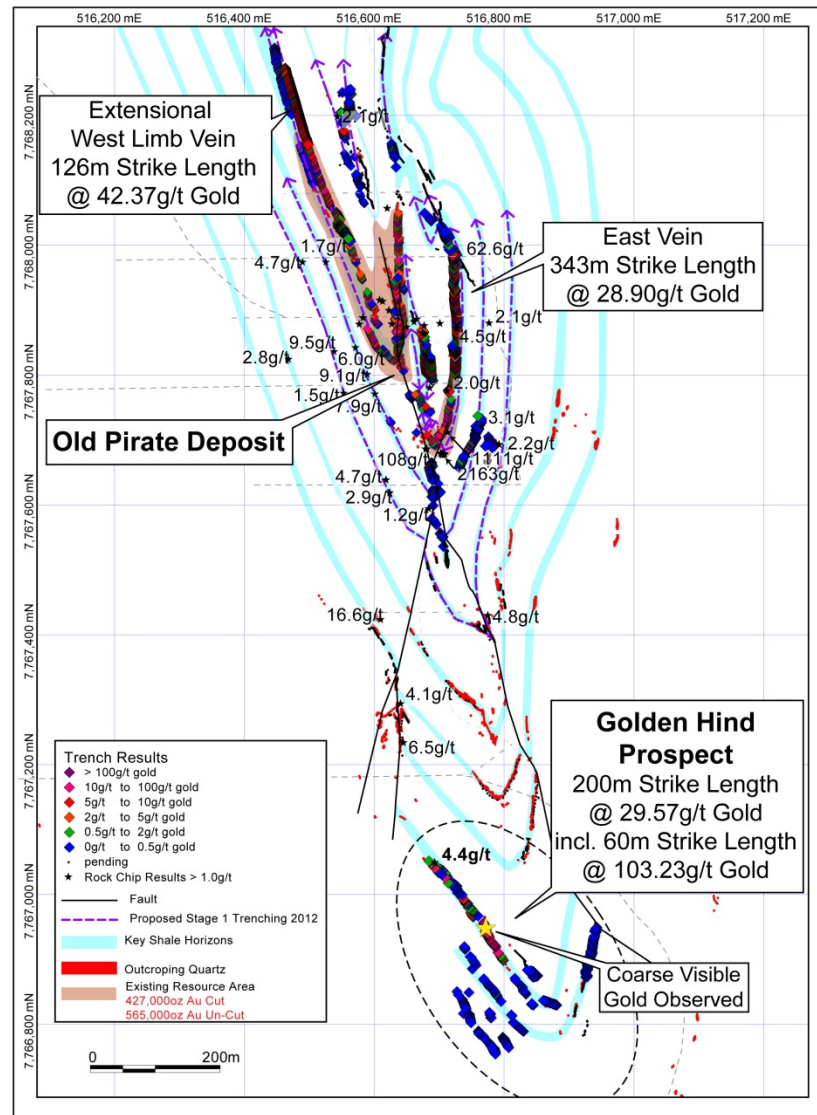 516,200 mE
516,400 mE
516,600 mE
516,800 mE
517,000 mE
517,200 mE
7,768,200 mN
7,768,000 mN
7,767,800 mN
7,767,600 mN
7,767,400 mN
7,767,200 mN
7,767,000 mN
7,766,800 mN
Extensional
West Limb Vein
126m Strike Length
@ 42.37g/t Gold
2.1g/t
1.7g/t
4.7g/t
62.6g/t
East Vein
343m Strike Length
@ 28.90g/t Gold
2.1g/t
4.5g/t
9.5g/t
2.8g/t
6.0g/t
9.1g/t
1.5g/t
7.9g/t
2.0g/t
3.1g/t
2.2g/t
1111g/t
2163g/t
108g/t
Old Pirate Deposit
4.7g/t
2.9g/t
1.2g/t
16.6g/t
4.8g/t
4.1g/t
6.5g/t
Golden Hind
Prospect
200m Strike Length
@ 29.57g/t Gold
incl. 60m Strike Length
@ 103.23g/t Gold
4.4g/t
Coarse Visible
Gold Observed
Trench Results
> 100g/t gold
10g/t to 100g/t gold
5g/t to 10g/t gold
2g/t to 5g/t gold
0.5g/t to 2g/t gold
0g/t to 0.5g/t gold
pending
Rock Chip Results > 1.0g/t
Fault
Proposed Stage 1 Trenching 2012
Key Shale Horizons
Outcroping Quartz
Existing Resource Area
427,000oz Au Cut
565,000oz Au Un-Cut
0 200m